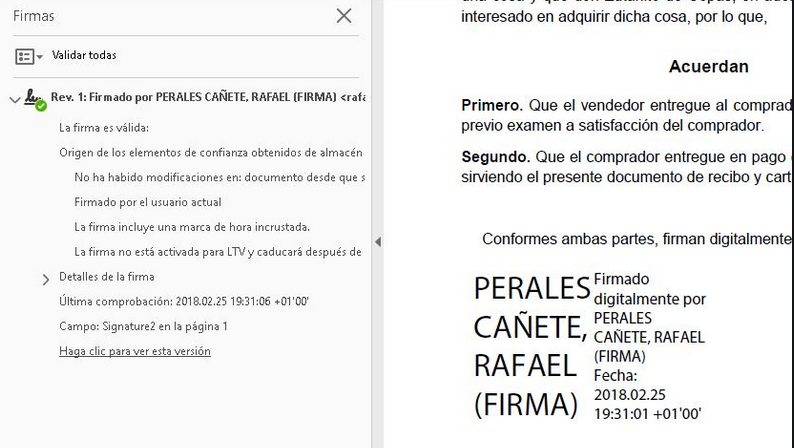 Firmas
Validar todas
Rev. 1: Firmado por PERALES CAÑETE, RAFAEL (FIRMA) <rafa
La firma es válida:
Origen de los elementos de confianza obtenidos de almacén
No ha habido modificaciones en: documento desde que s
Firmado por el usuario actual
La firma incluye una marca de hora incrustada.
La firma no está activada para LTV y caducará después de
Detalles de la firma
Última comprobación: 2018.02.25 19:31:06 +01'00'
Campo: Signature2 en la página 1
Haga clic para ver esta versión
interesado en adquirir dicha cosa, por lo que,
Acuerdan
Primero. Que el vendedor entregue al comprad
previo examen a satisfacción del comprador.
Segundo. Que el comprador entregue en pago
sirviendo el presente documento de recibo y cart
Conformes ambas partes, firman digitalmente
PERALES
CAÑETE,
RAFAEL
(FIRMA)
Firmado
digitalmente por
PERALES
CAÑETE, RAFAEL
(FIRMA)
Fecha:
2018.02.25
19:31:01 +01'00'